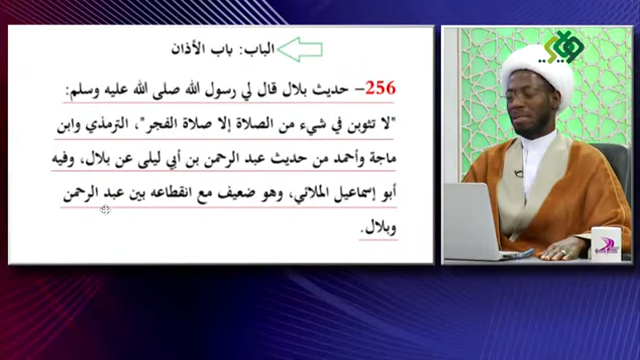 الباب: باب الأذان
256- حديث بلال قال لي رسول الله صلى الله عليه وسلم:
"لا تثوبن في شيء من الصلاة إلا صلاة الفجر"، الترمذي وابن
ماجة وأحمد من حديث عبد الرحمن بن أبي ليلى عن بلال، وفيه
أبو إسماعيل الملائي، وهو ضعيف مع انقطاعه بين عبد الرحمن
وبلال.